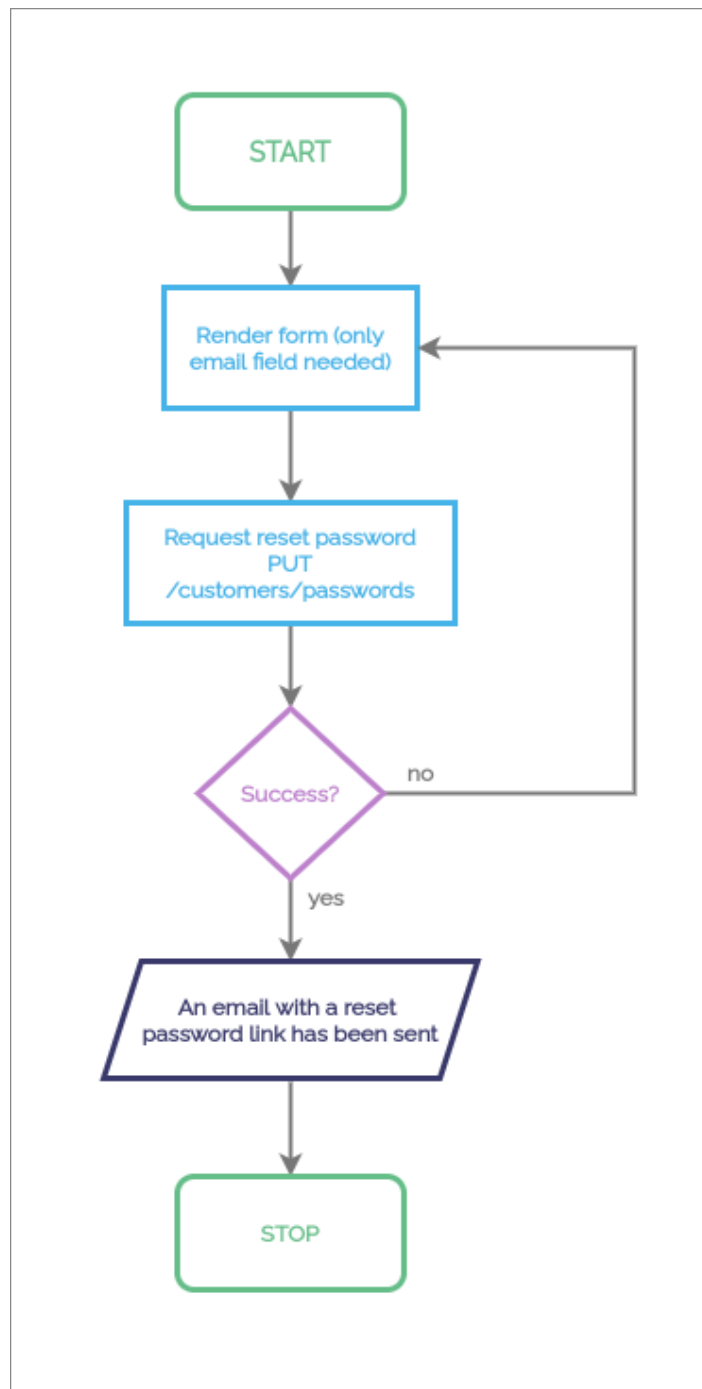 START
Render form (only
email field needed)
Request reset password
PUT
/customers/passwords
Success?
no
yes
An email with a reset
password link has been sent
STOP